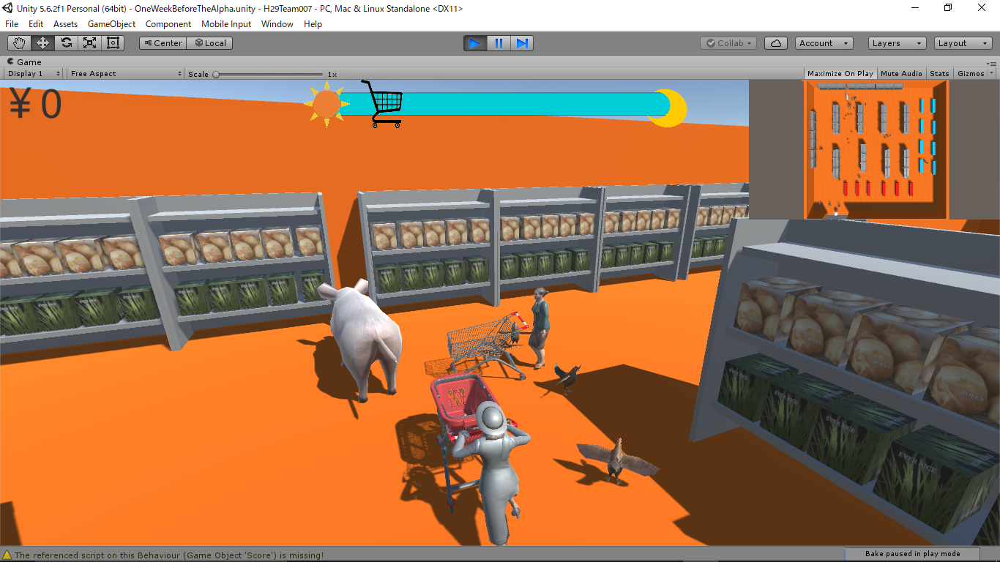 Unity 5.6.2f1 Personal (64bit) - OneWeekBeforeTheAlpha.unity - H29Team007 - PC, Mac & Linux Standalone <DX11>
File Edit Assets GameObject Component Mobile Input Window Help
Center Local Collab Account Layers Layout
Game
Display 1 Free Aspect Scale 1x Maximize On Play Mute Audio Stats Gizmos
¥ 0
ROLLS
ROLLS
EVER RICE
EVER RICE
The referenced script on this Behaviour (Game Object 'Score') is missing!
Bake paused in play mode